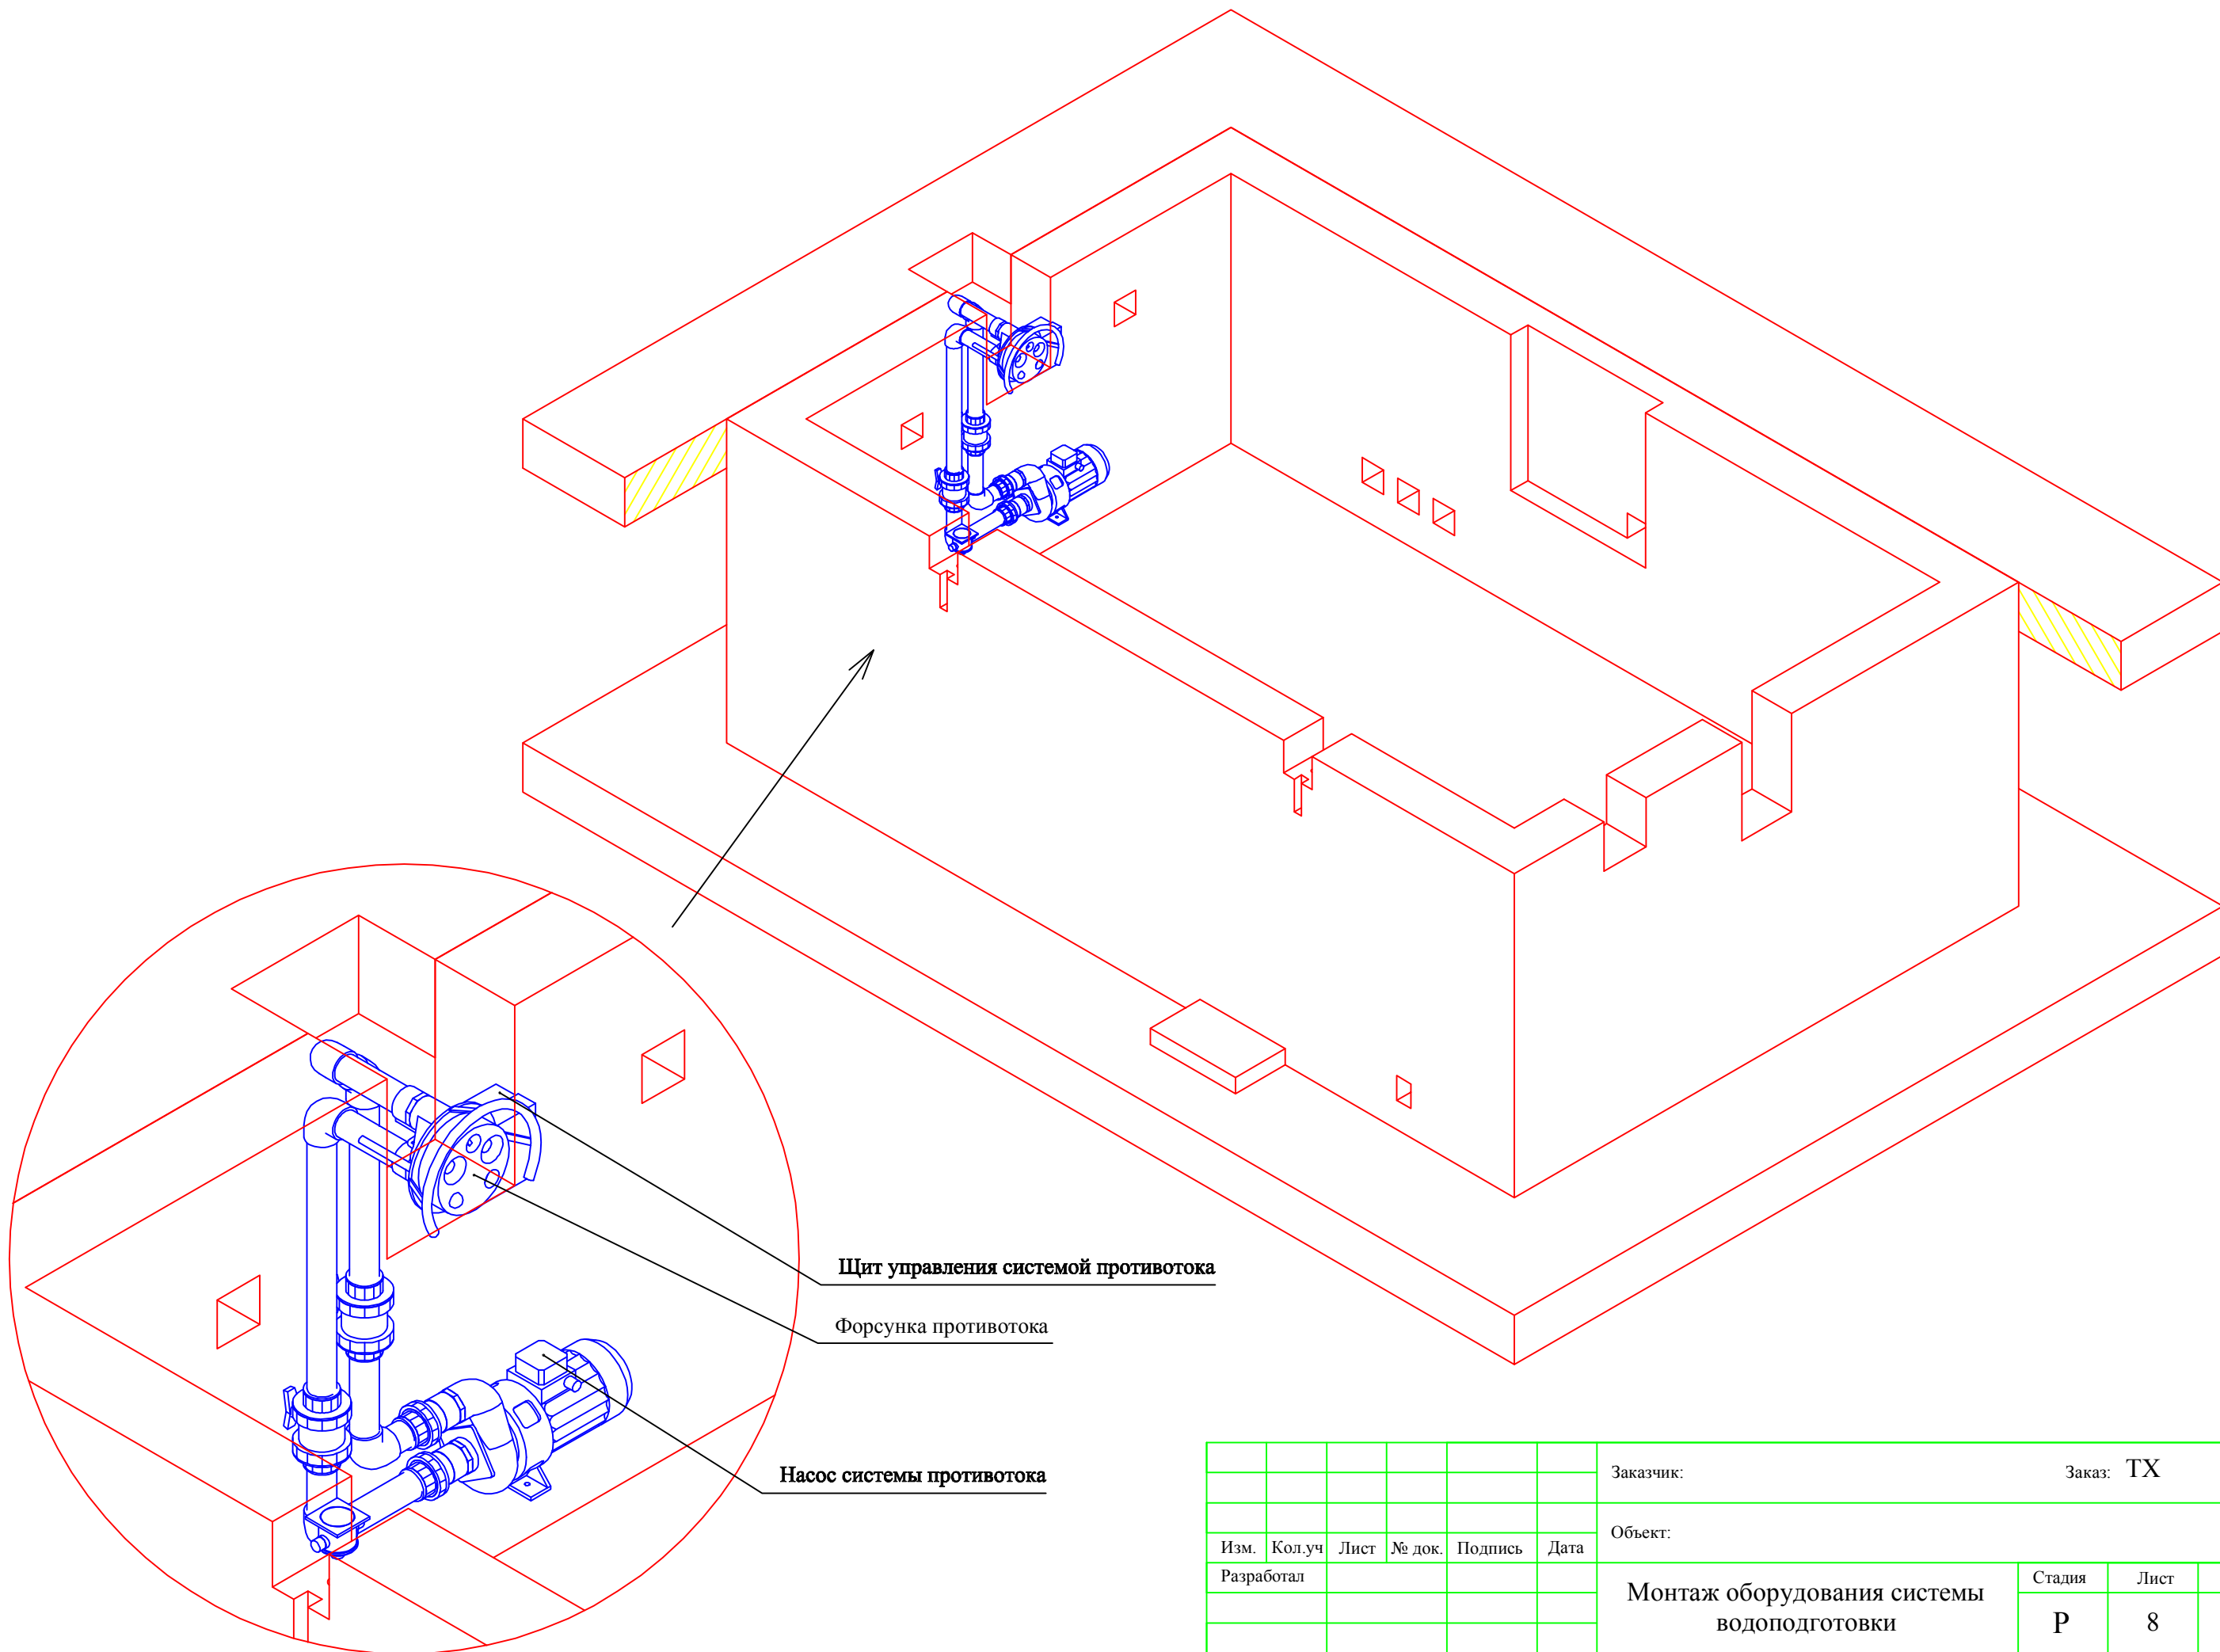 Щит управления системой противотока
Форсунка противотока
Насос системы противотока
Заказчик: Заказ: ТХ
Объект:
Изм. Кол.уч Лист № док. Подпись Дата
Разработал
Монтаж оборудования системы
водоподготовки
Стадия Лист
Р 8